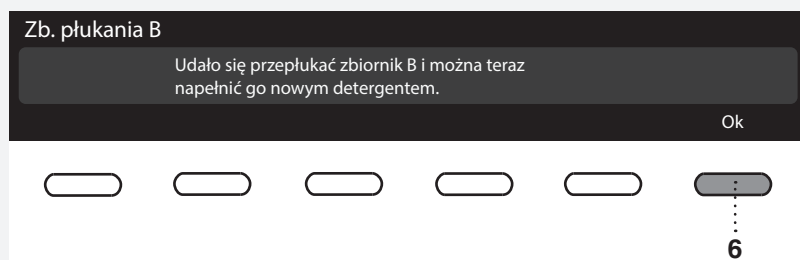 Zb. płukania B
Udało się przepłukać zbiornik B i można teraz
napełnić go nowym detergentem.
Ok
6